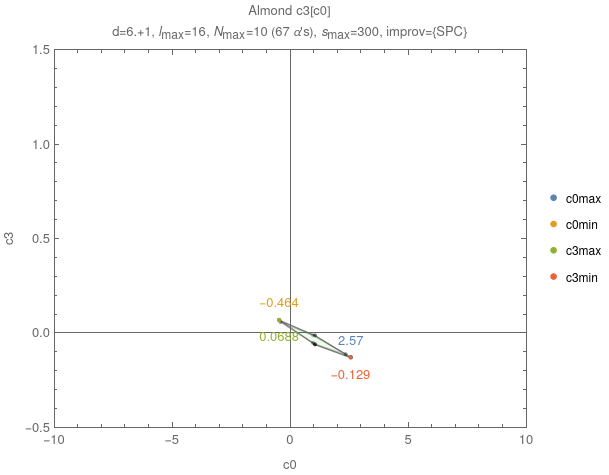 Almond c3[c0]
d=6.+1, lmax=16, Nmax=10 (67 α's), smax=300, improv={SPC}
1.5
1.0
0.5
0.0
−0.5
c3
−0.464
0.0688
2.57
−0.129
−10
−5
0
5
10
c0
c0max
c0min
c3max
c3min